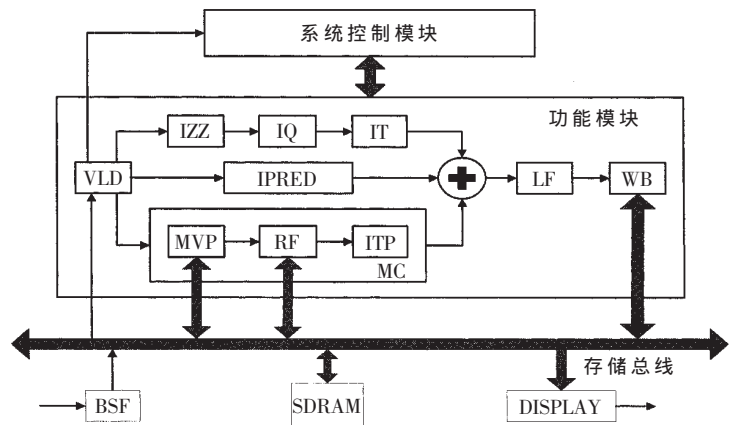 系统控制模块
功能模块
IZZ
IQ
IT
VLD
IPRED
LF
WB
MVP
RF
ITP
MC
存储总线
BSF
SDRAM
DISPLAY